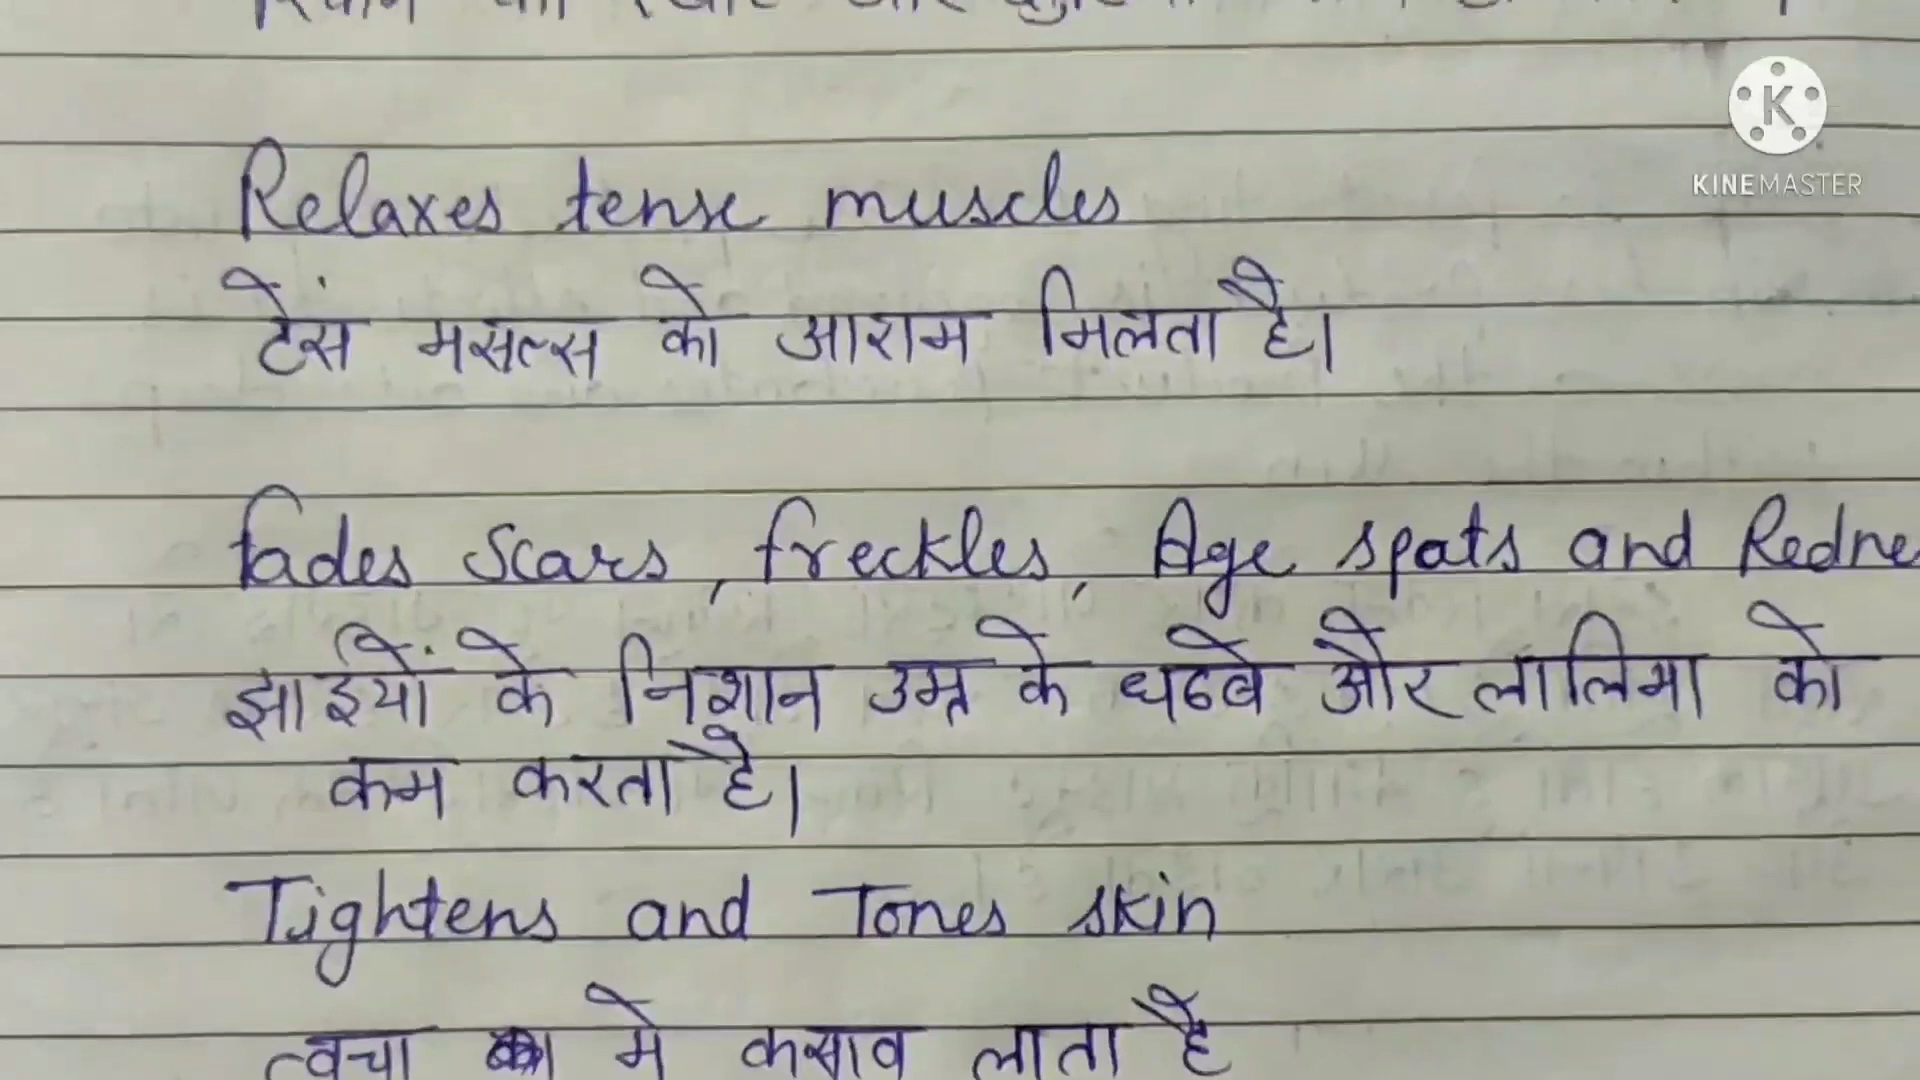 KINEMASTER
Relaxes tense muscles
टेंस मसल्स को आराम मिलता है।
fades Scars, freckles, Age spats and Redne
झाइयों के निशान उम्र के धब्बे और लालिमा को
कम करता है।
Tightens and Tones skin
त्वचा में कसाव लाता है